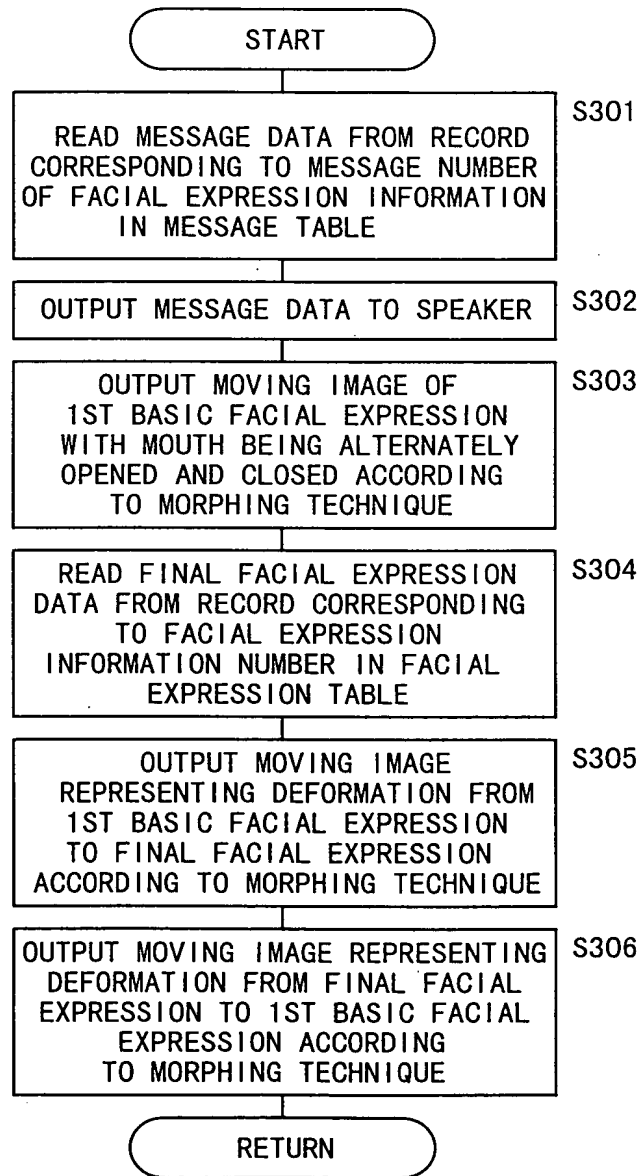 START
S301
READ MESSAGE DATA FROM RECORD
CORRESPONDING TO MESSAGE NUMBER
OF FACIAL EXPRESSION INFORMATION
IN MESSAGE TABLE
S302
OUTPUT MESSAGE DATA TO SPEAKER
S303
OUTPUT MOVING IMAGE OF
1ST BASIC FACIAL EXPRESSION
WITH MOUTH BEING ALTERNATELY
OPENED AND CLOSED ACCORDING
TO MORPHING TECHNIQUE
S304
READ FINAL FACIAL EXPRESSION
DATA FROM RECORD CORRESPONDING
TO FACIAL EXPRESSION
INFORMATION NUMBER IN FACIAL
EXPRESSION TABLE
S305
OUTPUT MOVING IMAGE
REPRESENTING DEFORMATION FROM
1ST BASIC FACIAL EXPRESSION
TO FINAL FACIAL EXPRESSION
ACCORDING TO MORPHING TECHNIQUE
S306
OUTPUT MOVING IMAGE REPRESENTING
DEFORMATION FROM FINAL FACIAL
EXPRESSION TO 1ST BASIC FACIAL
EXPRESSION ACCORDING
TO MORPHING TECHNIQUE
RETURN